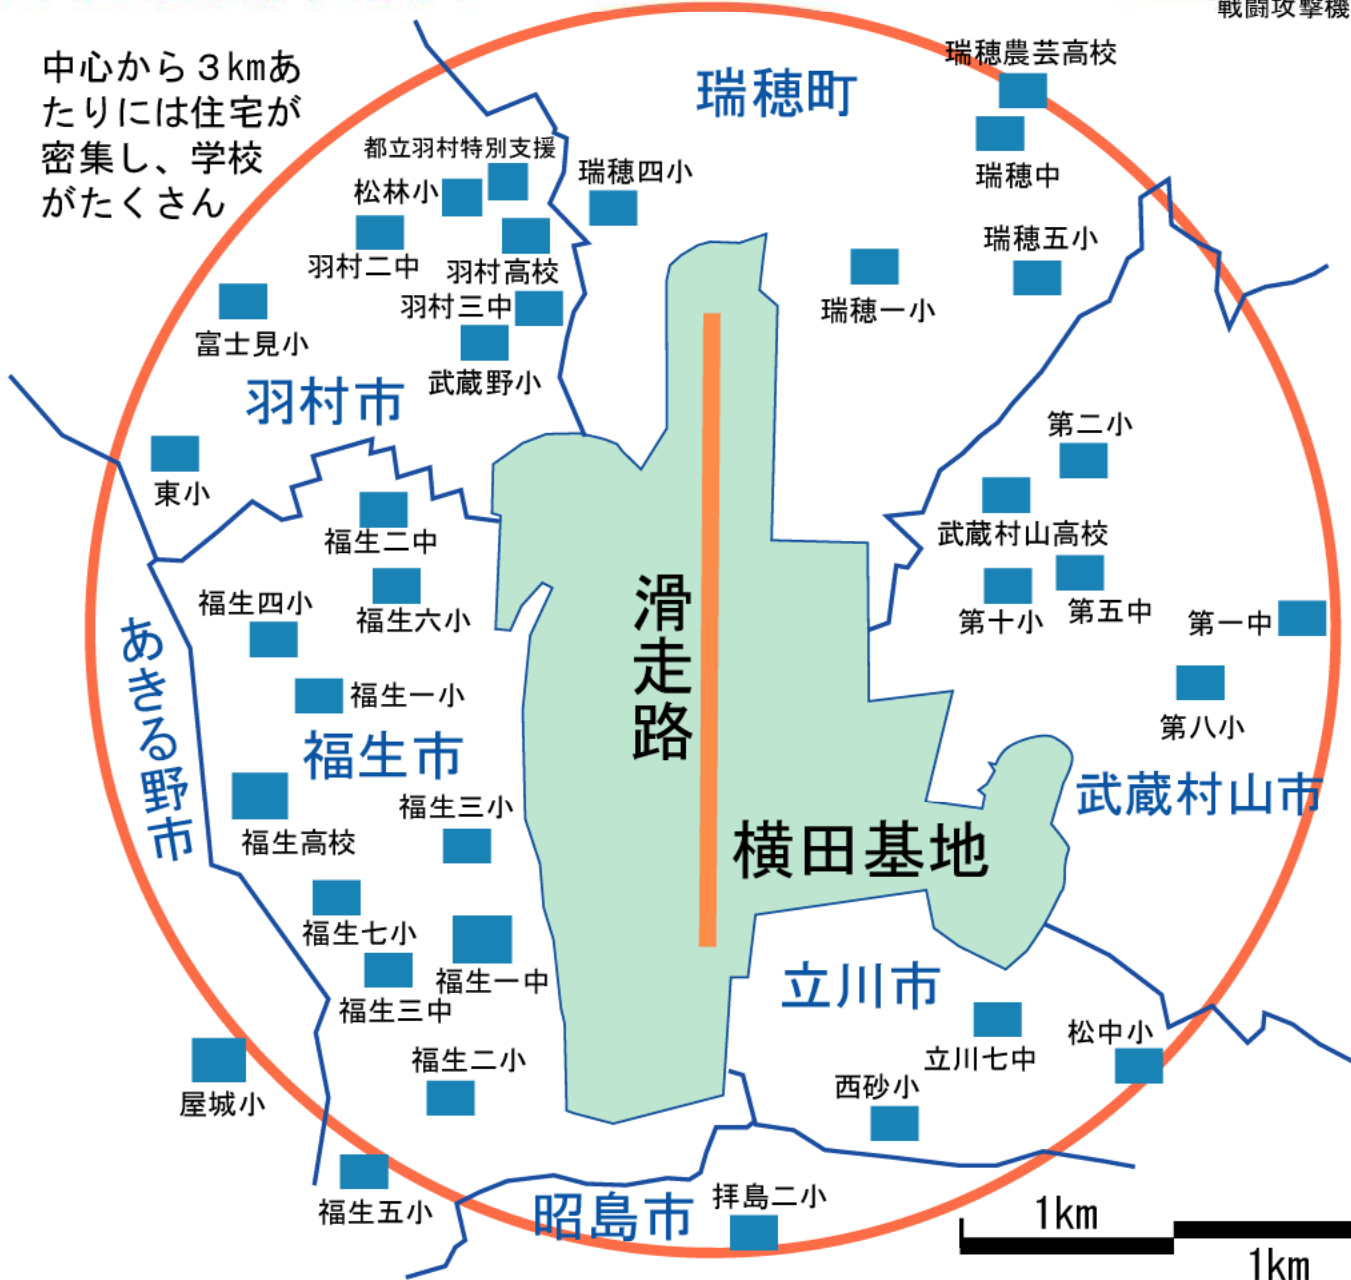 戦闘攻撃機
中心から3kmあ
たりには住宅が
密集し、学校
がたくさん
瑞穂農芸高校
瑞穂町
都立羽村特別支援
瑞穂四小
松林小
瑞穂中
羽村二中
羽村高校
瑞穂五小
羽村三中
瑞穂一小
富士見小
武蔵野小
羽村市
第二小
東小
武蔵村山高校
福生二中
福生四小
福生六小
第十小
第五中
第一中
あきる野市
滑走路
福生一小
第八小
福生市
武蔵村山市
福生三小
福生高校
横田基地
福生七小
福生一中
立川市
福生三中
松中小
福生二小
立川七中
西砂小
屋城小
福生五小
昭島市
拝島二小
1km
1km